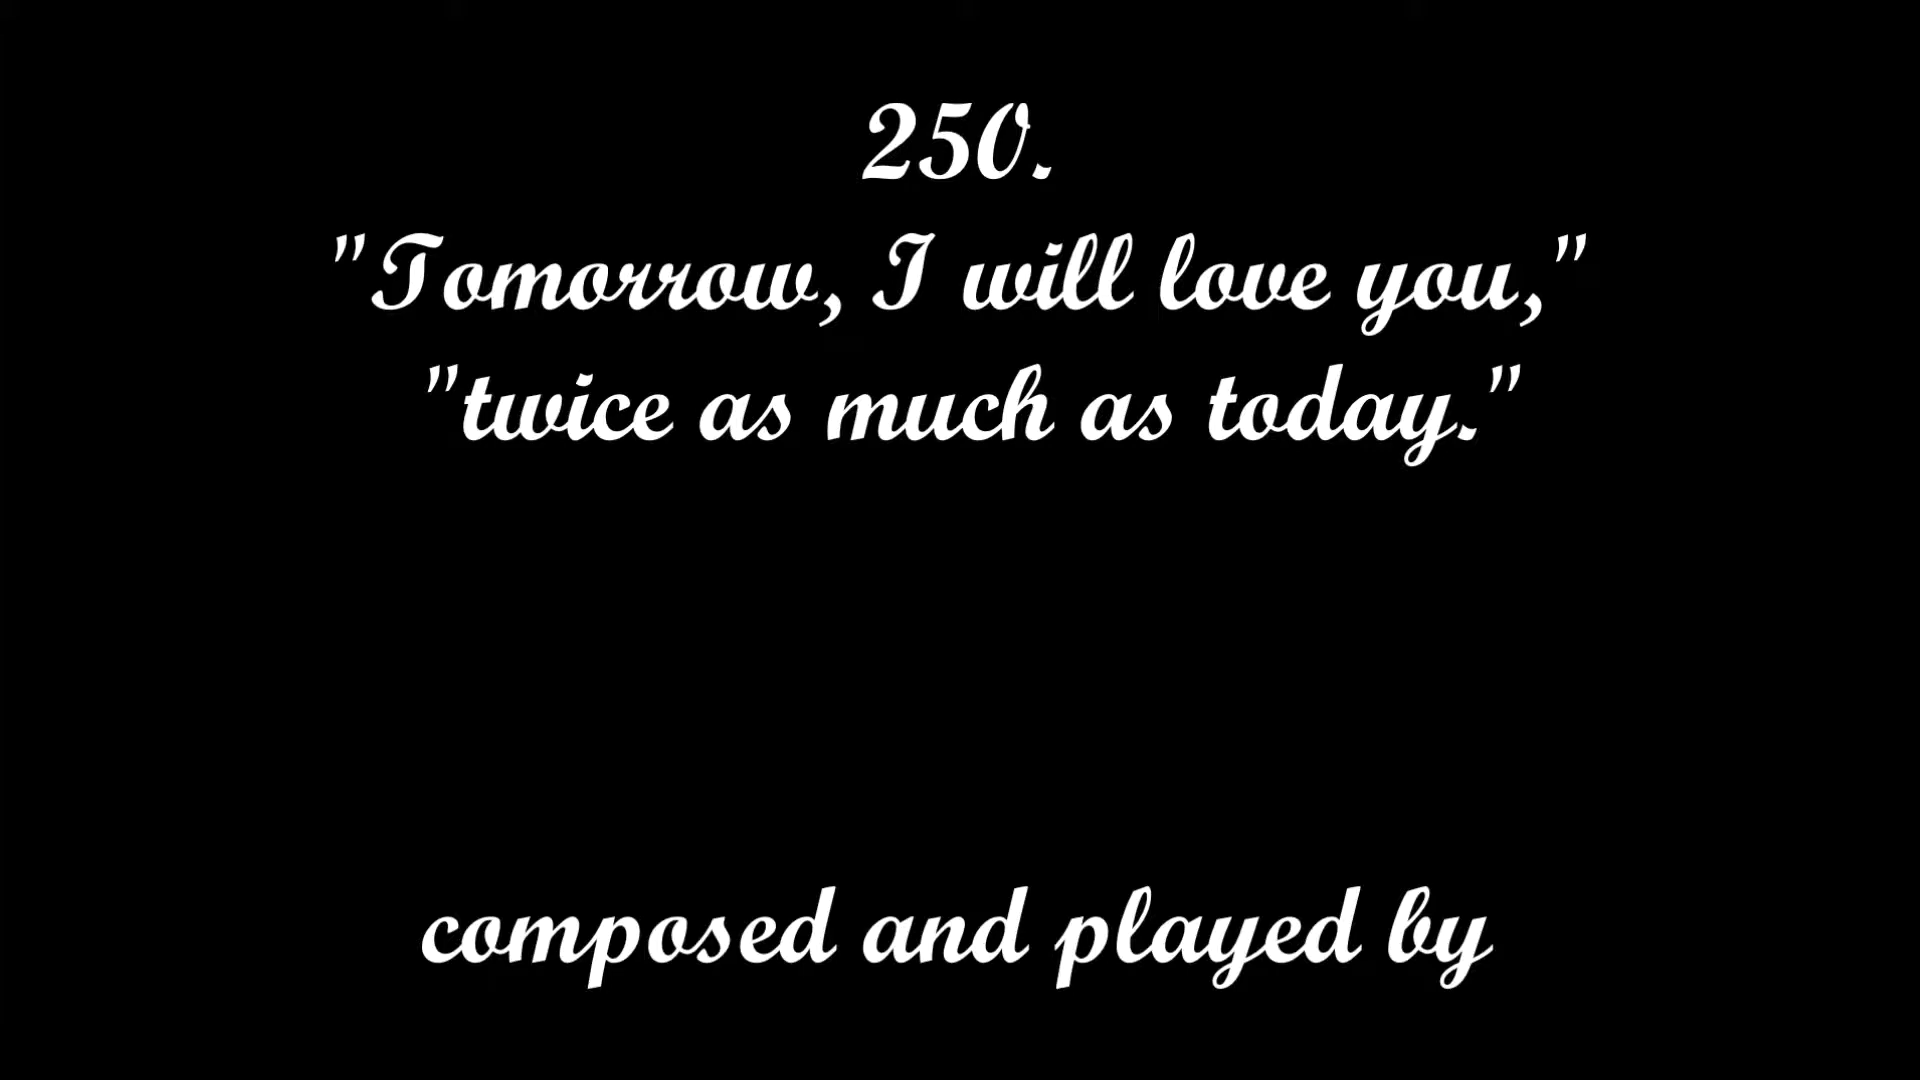 250.
"Tomorrow, I will love you,"
"twice as much as today."
composed and played by